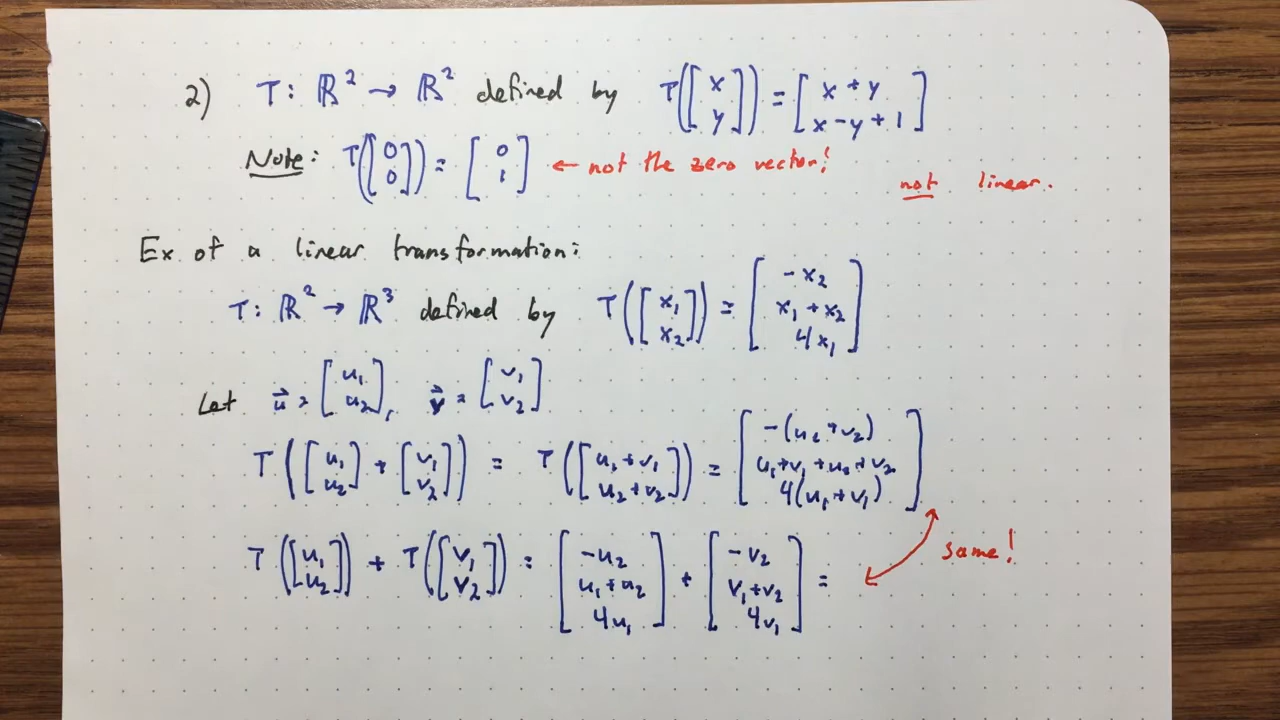 2) T: ℝ² → ℝ² defined by T([x; y]) = [x + y; x - y + 1]
Note: T([0; 0]) = [0; 1] ← not the zero vector!
not linear.
Ex of a linear transformation:
T: ℝ² → ℝ³ defined by T([x₁; x₂]) = [-x₂; x₁ + x₂; 4x₁]
Let u⃗ = [u₁; u₂], v⃗ = [v₁; v₂]
T([u₁; u₂] + [v₁; v₂]) = T([u₁ + v₁; u₂ + v₂]) = [-(u₂ + v₂); u₁ + v₁ + u₂ + v₂; 4(u₁ + v₁)]
T([u₁; u₂]) + T([v₁; v₂]) = [-u₂; u₁ + u₂; 4u₁] + [-v₂; v₁ + v₂; 4v₁] =
same!